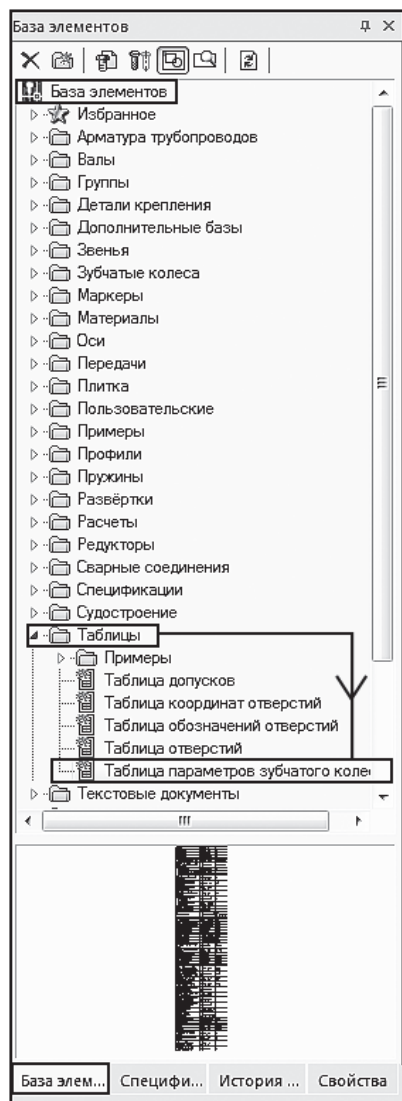 База элементов
База элементов
Избранное
Арматура трубопроводов
Валы
Группы
Детали крепления
Дополнительные базы
Звенья
Зубчатые колеса
Маркеры
Материалы
Оси
Передачи
Плитка
Пользовательские
Примеры
Профили
Пружины
Развёртки
Расчеты
Редукторы
Сварные соединения
Спецификации
Судостроение
Таблицы
Примеры
Таблица допусков
Таблица координат отверстий
Таблица обозначений отверстий
Таблица отверстий
Таблица параметров зубчатого коле
Текстовые документы
База элем... Специфи... История ... Свойства